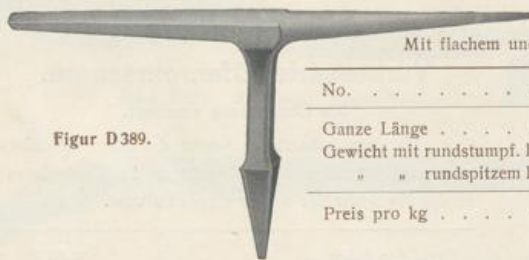 Mit flachem un
No. . . . . . . .
Figur D 389.
Ganze Länge . . . .
Gewicht mit rundstumpf.
„ „ rundspitzem
Preis pro kg . . . .